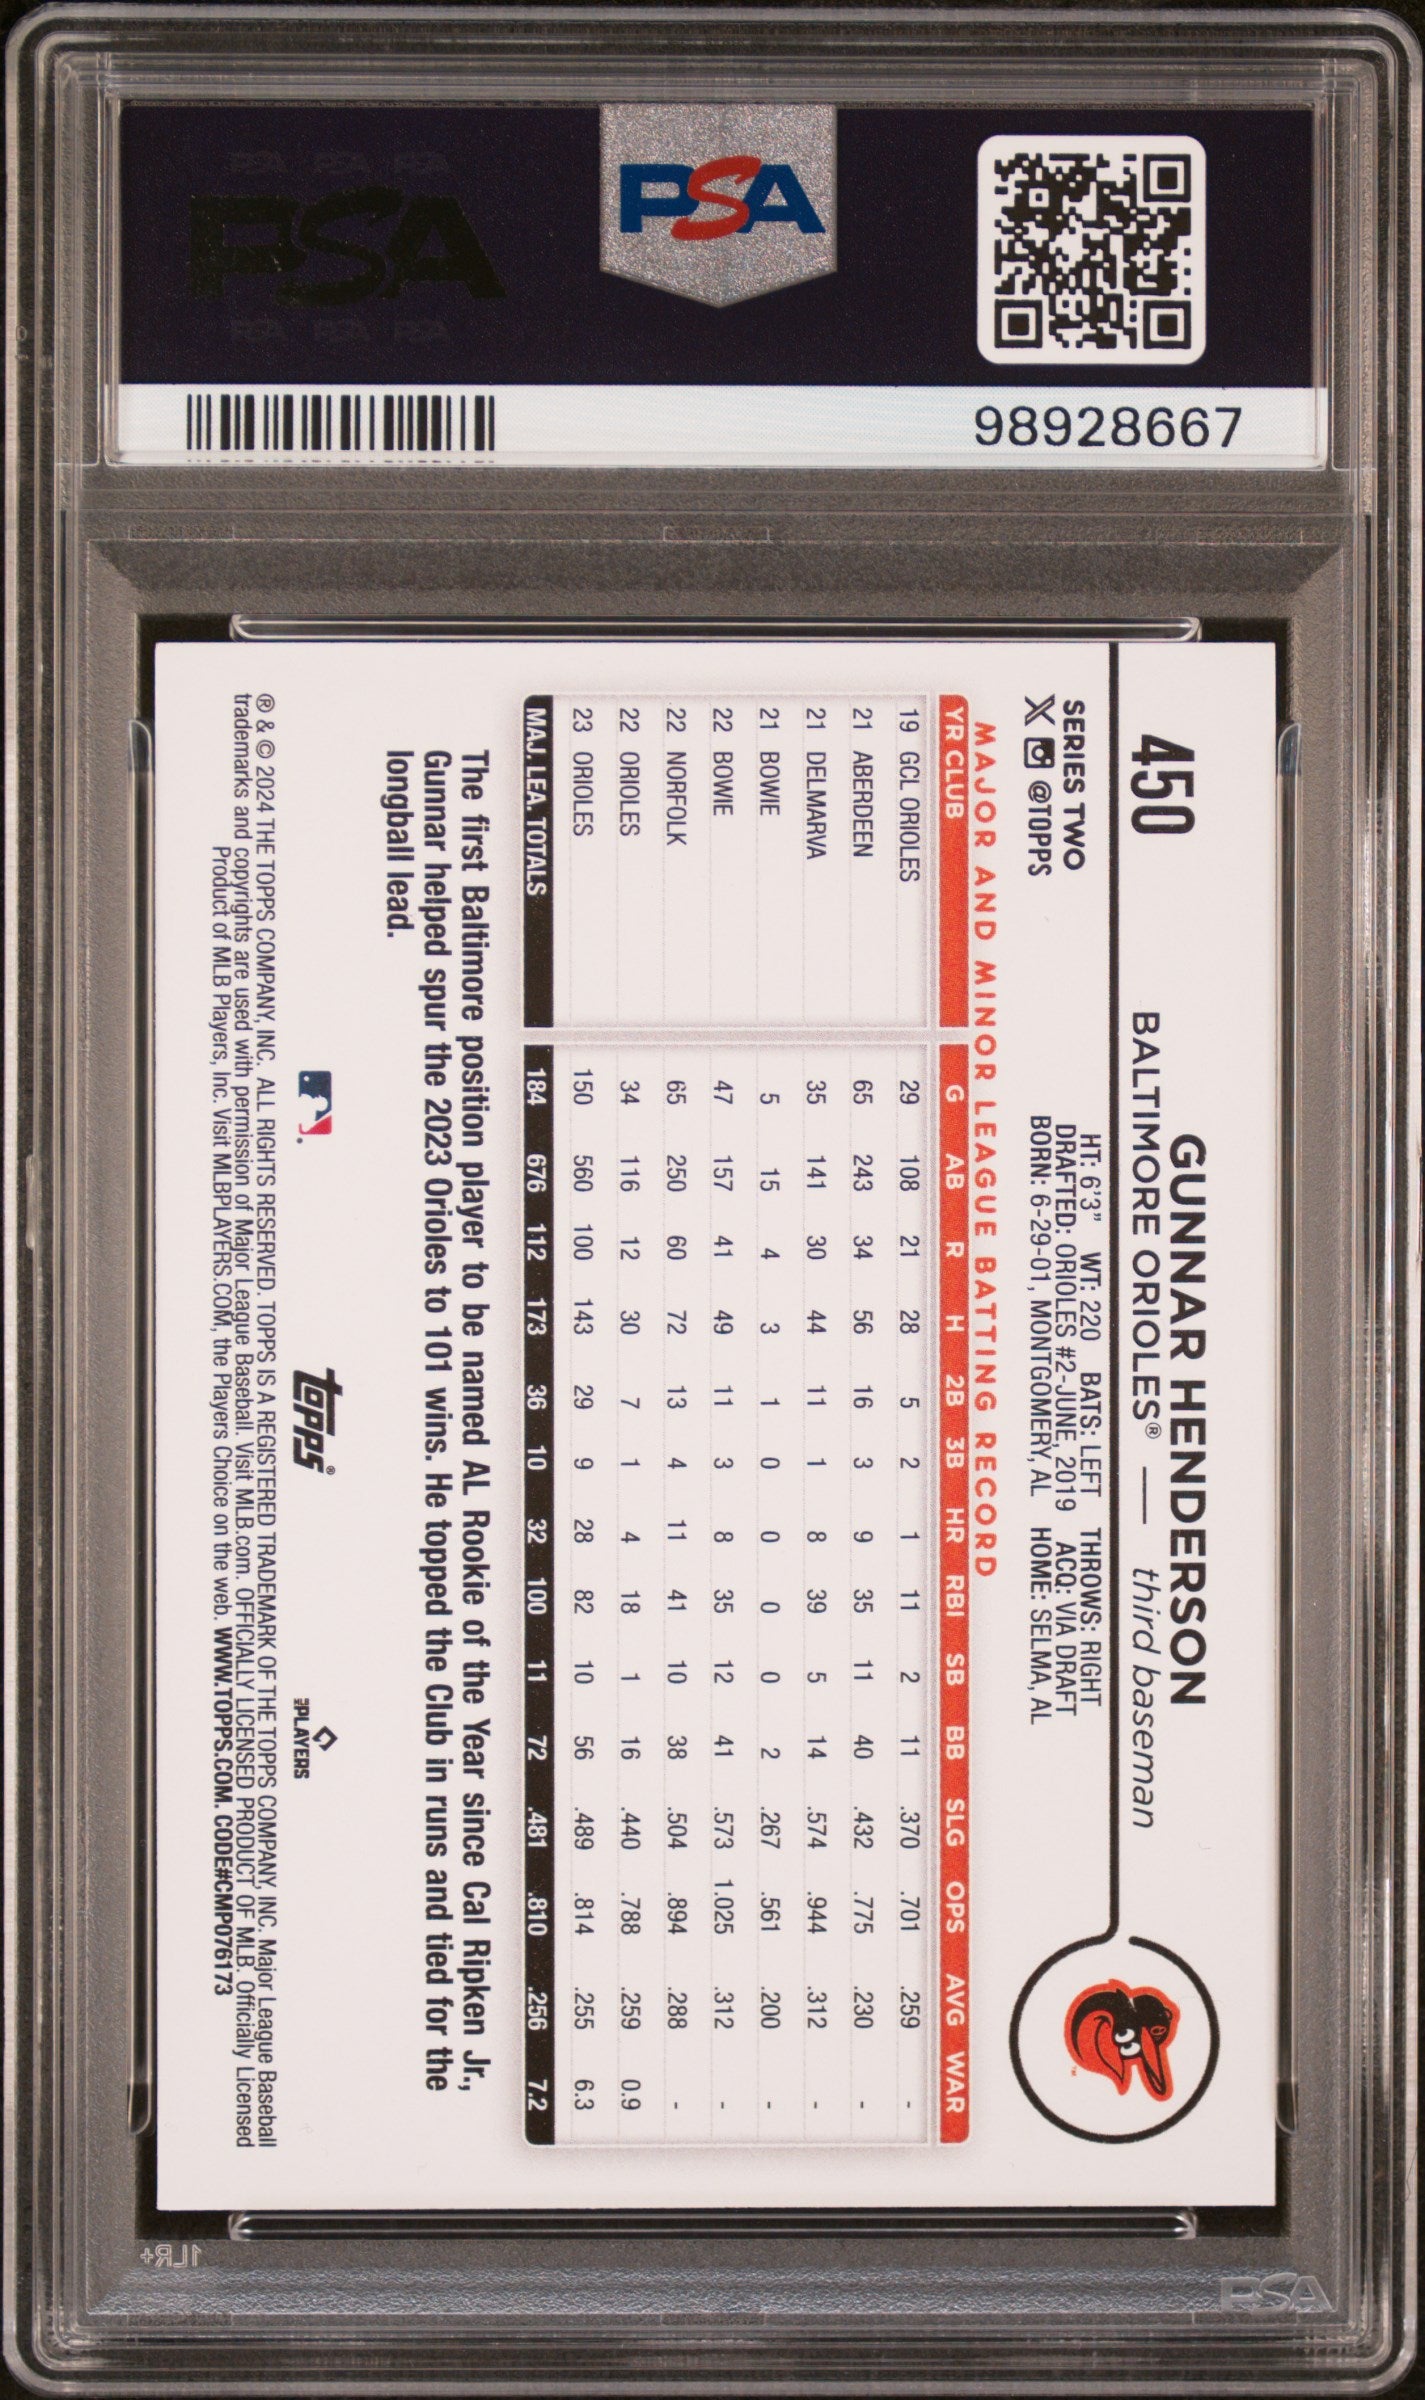 PSA
PSA
98928667
450
GUNNAR HENDERSON
BALTIMORE ORIOLES® — third baseman
SERIES TWO
X @TOPPS
HT: 6'3" WT: 220 BATS: LEFT THROWS: RIGHT
DRAFTED: ORIOLES #2-JUNE, 2019 ACQ: VIA DRAFT
BORN: 6-29-01, MONTGOMERY, AL HOME: SELMA, AL
MAJOR AND MINOR LEAGUE BATTING RECORD
YR CLUB G AB R H 2B 3B HR RBI SB BB SLG OPS AVG WAR
19 GCL ORIOLES 29 108 21 28 5 2 1 11 2 11 .370 .701 .259 -
21 ABERDEEN 65 243 34 56 16 3 9 35 11 40 .432 .775 .230 -
21 DELMARVA 35 141 30 44 11 1 8 39 5 14 .574 .944 .312 -
21 BOWIE 5 15 4 3 1 0 0 0 0 2 .267 .561 .200 -
22 BOWIE 47 157 41 49 11 3 8 35 12 41 .573 1.025 .312 -
22 NORFOLK 65 250 60 72 13 4 11 41 10 38 .504 .894 .288 -
22 ORIOLES 34 116 12 30 7 1 4 18 1 16 .440 .788 .259 0.9
23 ORIOLES 150 560 100 143 29 9 28 82 10 56 .489 .814 .255 6.3
MAJ. LEA. TOTALS 184 676 112 173 36 10 32 100 11 72 .481 .810 .256 7.2
The first Baltimore position player to be named AL Rookie of the Year since Cal Ripken Jr.,
Gunnar helped spur the 2023 Orioles to 101 wins. He topped the Club in runs and tied for the
longball lead.
topps®
PLAYERS
® & © 2024 THE TOPPS COMPANY, INC. ALL RIGHTS RESERVED. TOPPS IS A REGISTERED TRADEMARK OF THE TOPPS COMPANY, INC. Major League Baseball
trademarks and copyrights are used with permission of Major League Baseball. Visit MLB.com. OFFICIALLY LICENSED PRODUCT OF MLB. Officially Licensed
Product of MLB Players, Inc. Visit MLBPLAYERS.COM, the Players Choice on the web. WWW.TOPPS.COM. CODE#CMP076173
1LR+
PSA